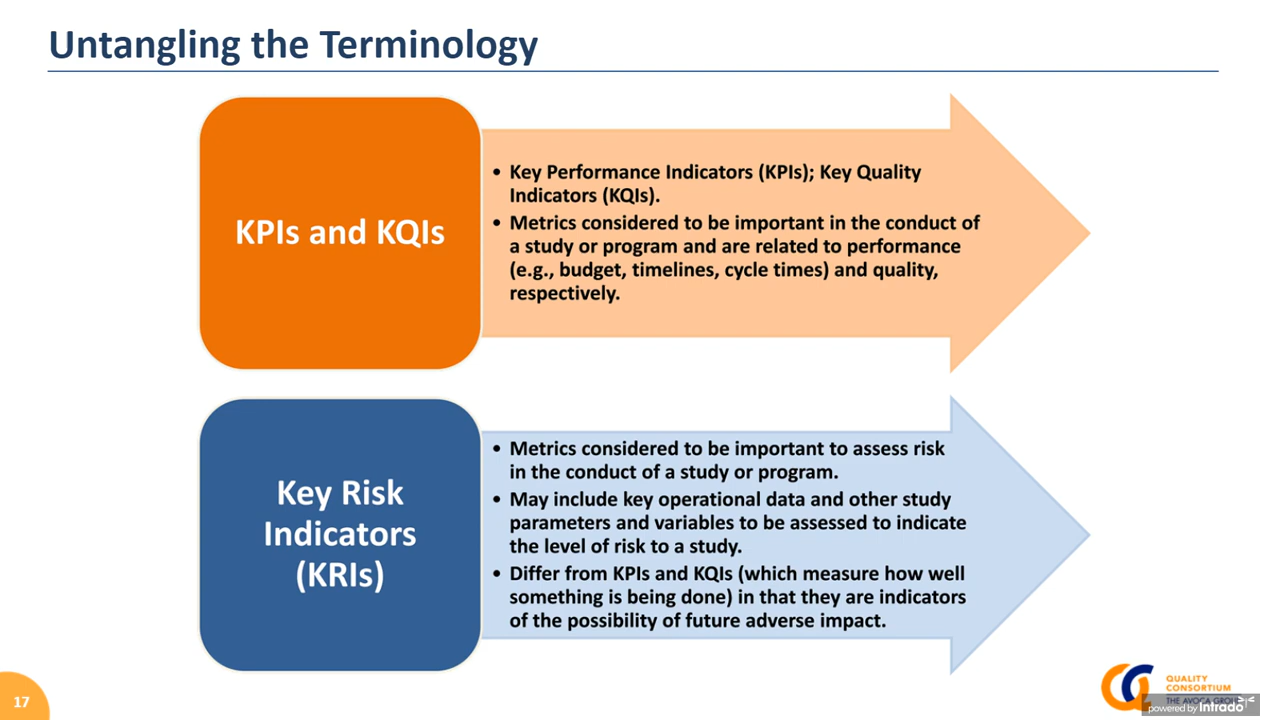 Untangling the Terminology
KPIs and KQIs
• Key Performance Indicators (KPIs); Key Quality
Indicators (KQIs).
• Metrics considered to be important in the conduct of
a study or program and are related to performance
(e.g., budget, timelines, cycle times) and quality,
respectively.
Key Risk
Indicators
(KRIs)
• Metrics considered to be important to assess risk
in the conduct of a study or program.
• May include key operational data and other study
parameters and variables to be assessed to indicate
the level of risk to a study.
• Differ from KPIs and KQIs (which measure how well
something is being done) in that they are indicators
of the possibility of future adverse impact.
17
QUALITY
CONSORTIUM
THE AVOCA GROUP
powered by intrado